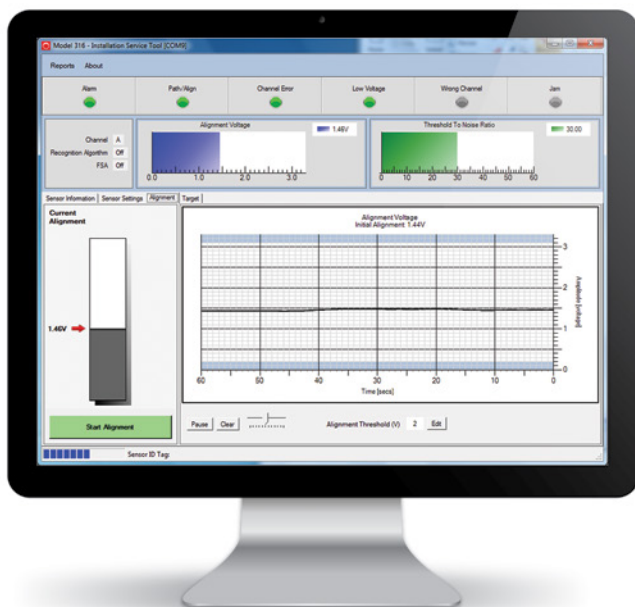 Model 316 - Installation Service Tool [COM9]
Reports About
Alarm Path/Align Channel Error Low Voltage Wrong Channel Jam
Channel A
Recognition Algorithm Off
FSA Off
Alignment Voltage
1.46V
0.0 1.0 2.0 3.0
Threshold To Noise Ratio
30.00
0 10 20 30 40 50 60
Sensor Information Sensor Settings Alignment Target
Current
Alignment
1.46V
Start Alignment
Alignment Voltage
Initial Alignment: 1.44V
3
2
1
0
Amplitude [voltage]
60 50 40 30 20 10 0
Time [secs]
Pause Clear Alignment Threshold (V) 2 Edit
Sensor ID Tag: